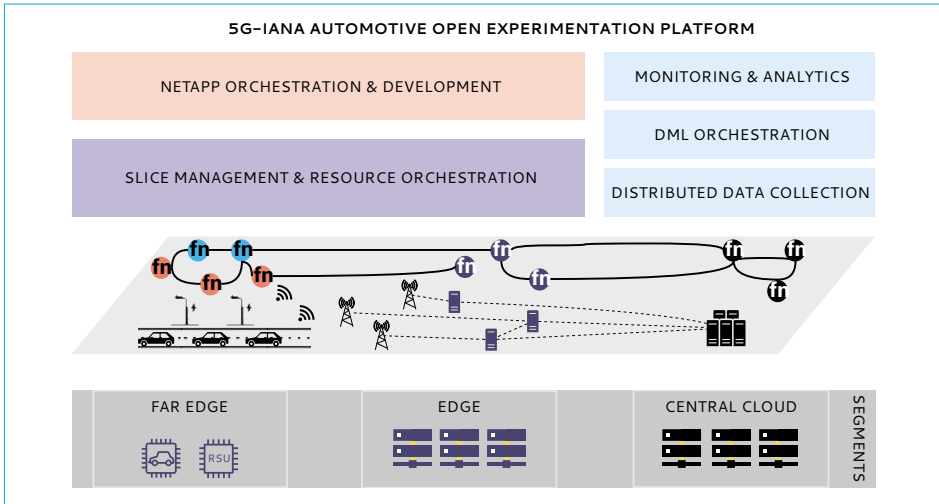 5G-IANA AUTOMOTIVE OPEN EXPERIMENTATION PLATFORM
NETAPP ORCHESTRATION & DEVELOPMENT
MONITORING & ANALYTICS
DML ORCHESTRATION
SLICE MANAGEMENT & RESOURCE ORCHESTRATION
DISTRIBUTED DATA COLLECTION
fn
fn
fn
fn
fn
fn
fn
fn
fn
fn
fn
fn
FAR EDGE
EDGE
CENTRAL CLOUD
SEGMENTS
RSU